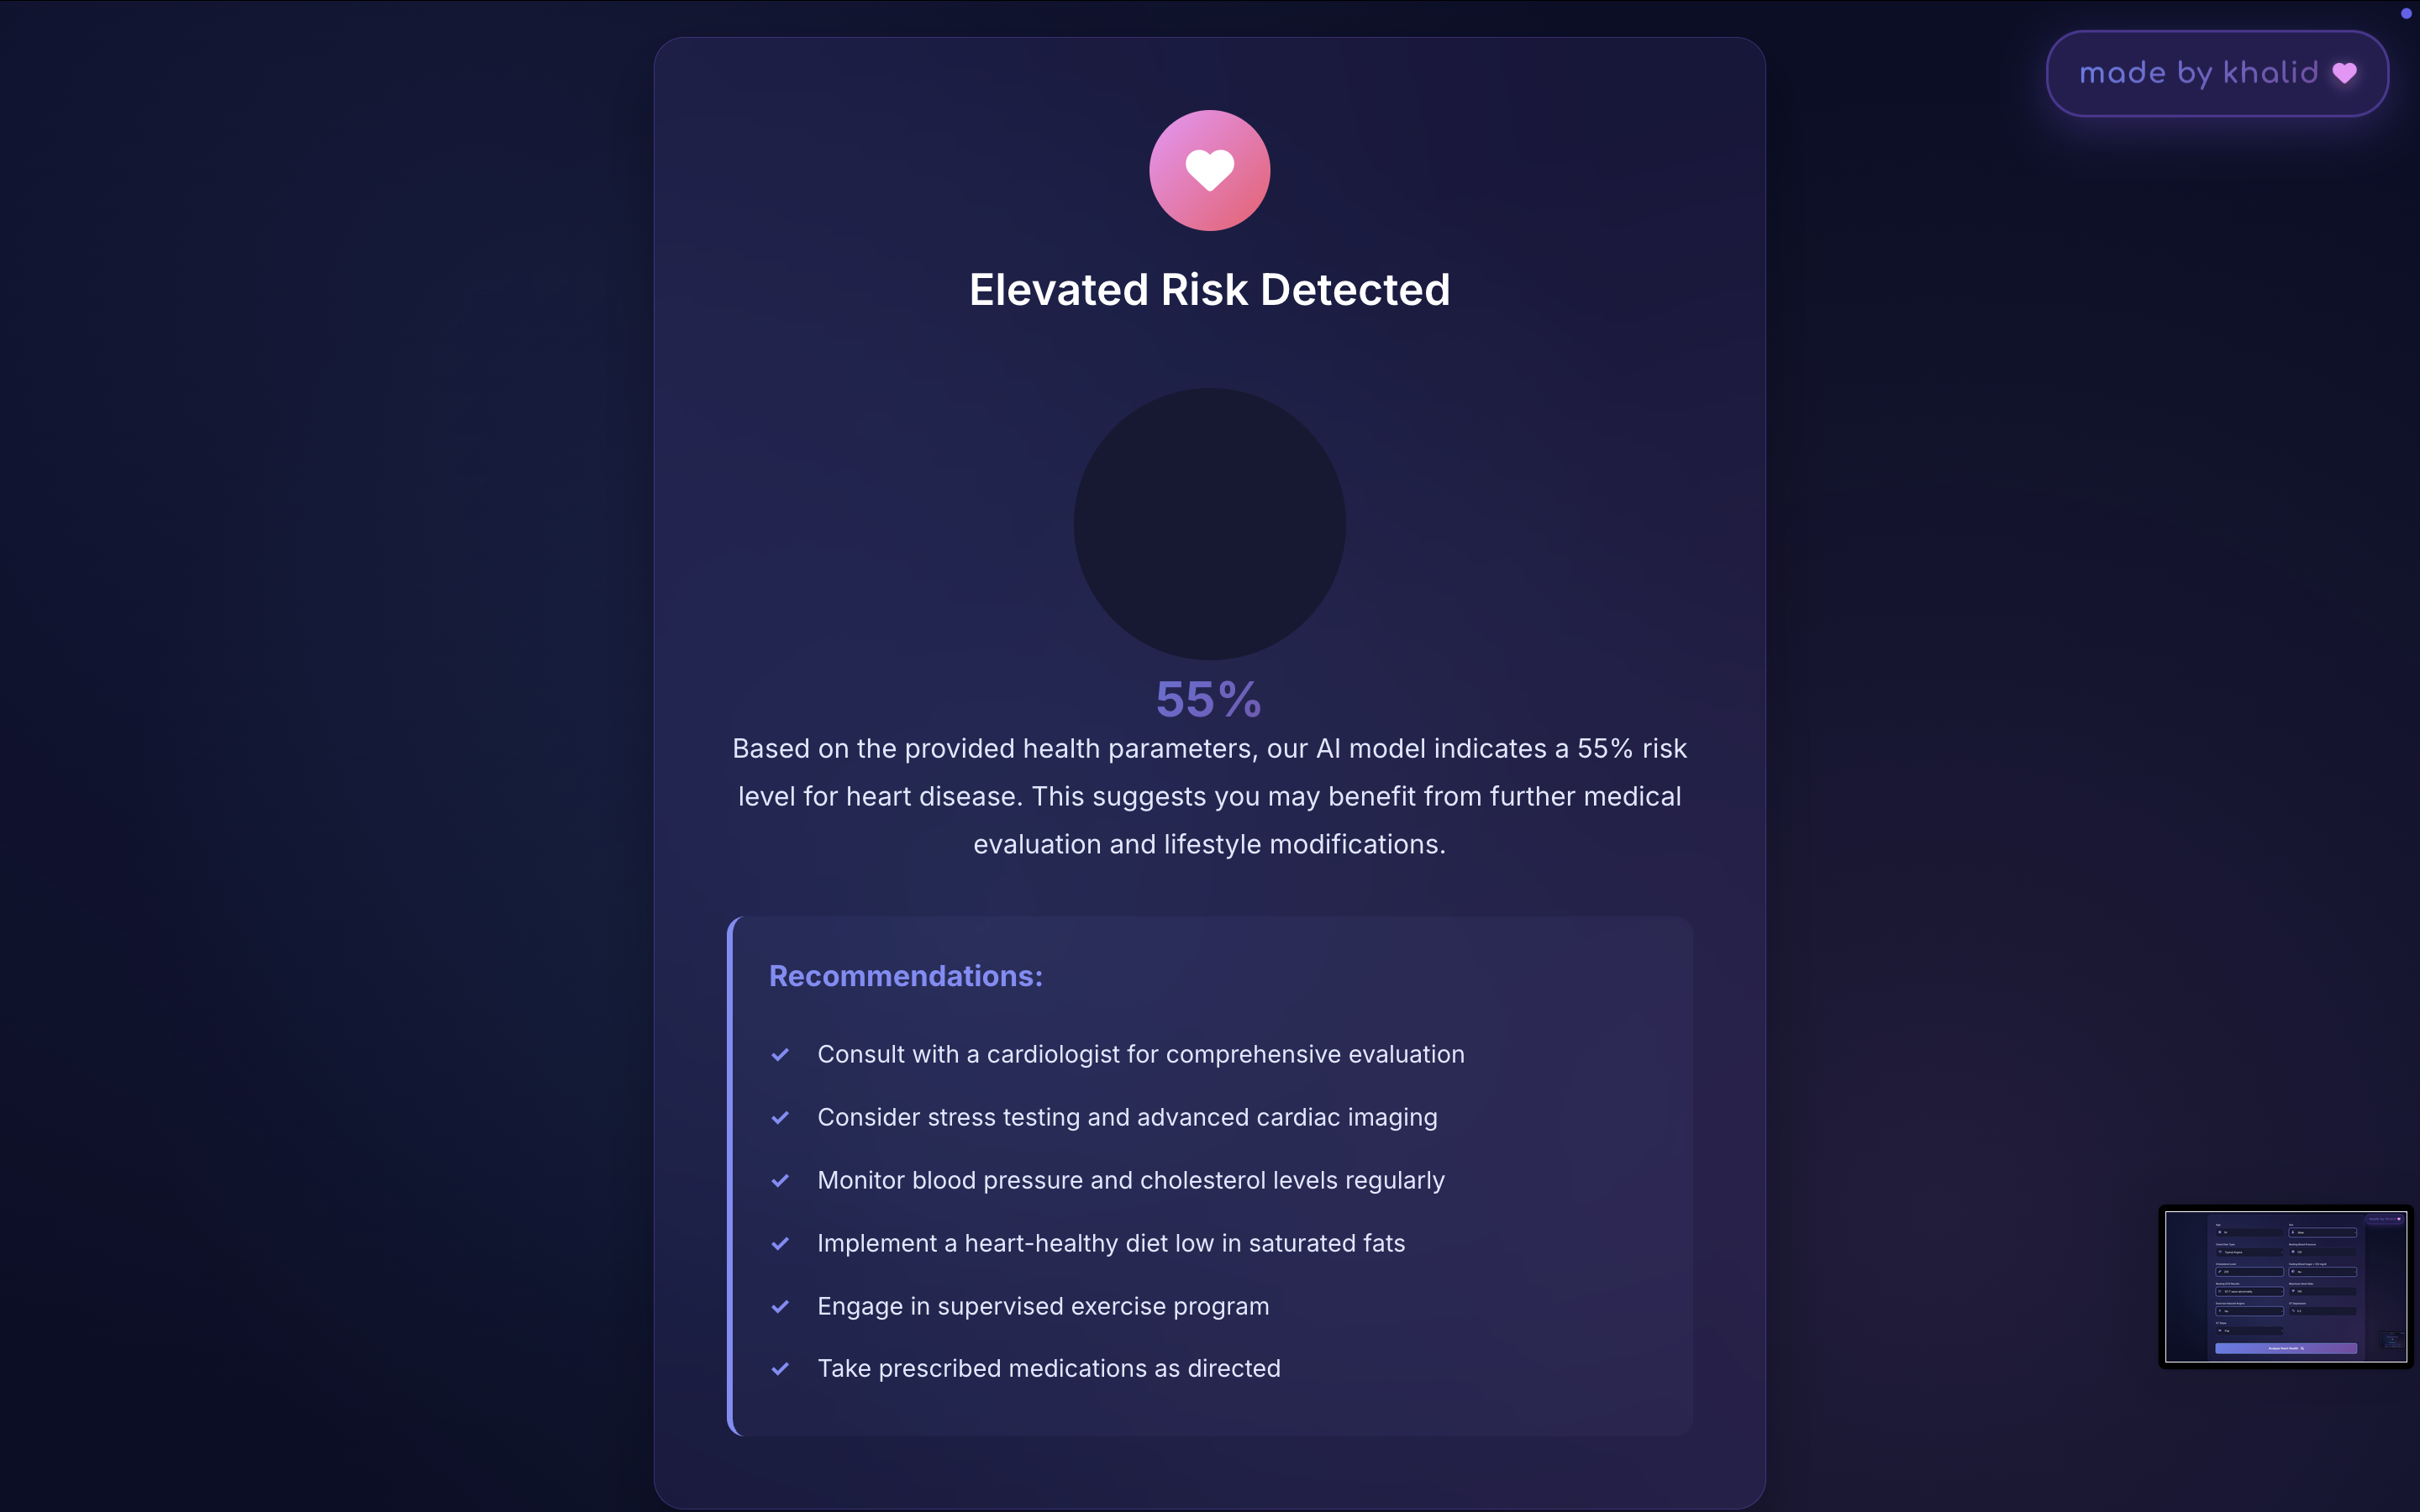 made by khalid
Elevated Risk Detected
55%
Based on the provided health parameters, our AI model indicates a 55% risk
level for heart disease. This suggests you may benefit from further medical
evaluation and lifestyle modifications.
Recommendations:
Consult with a cardiologist for comprehensive evaluation
Consider stress testing and advanced cardiac imaging
Monitor blood pressure and cholesterol levels regularly
Implement a heart-healthy diet low in saturated fats
Engage in supervised exercise program
Take prescribed medications as directed